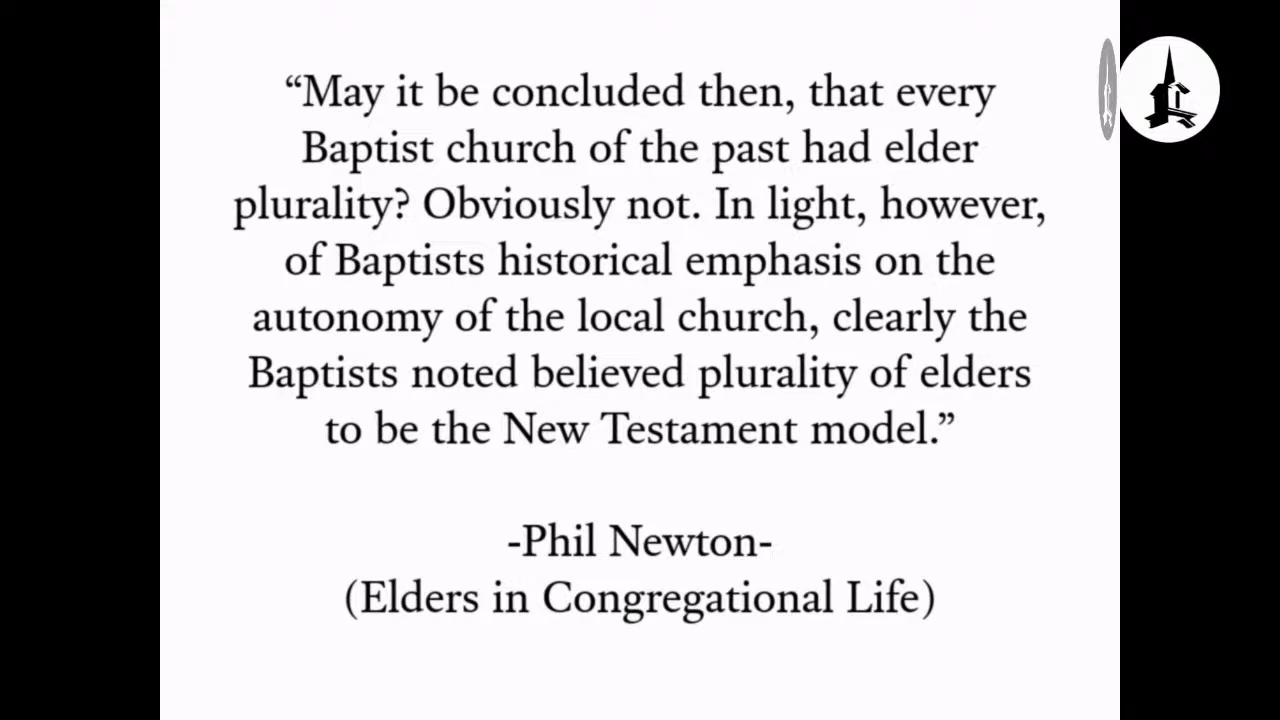 “May it be concluded then, that every
Baptist church of the past had elder
plurality? Obviously not. In light, however,
of Baptists historical emphasis on the
autonomy of the local church, clearly the
Baptists noted believed plurality of elders
to be the New Testament model.”
-Phil Newton-
(Elders in Congregational Life)